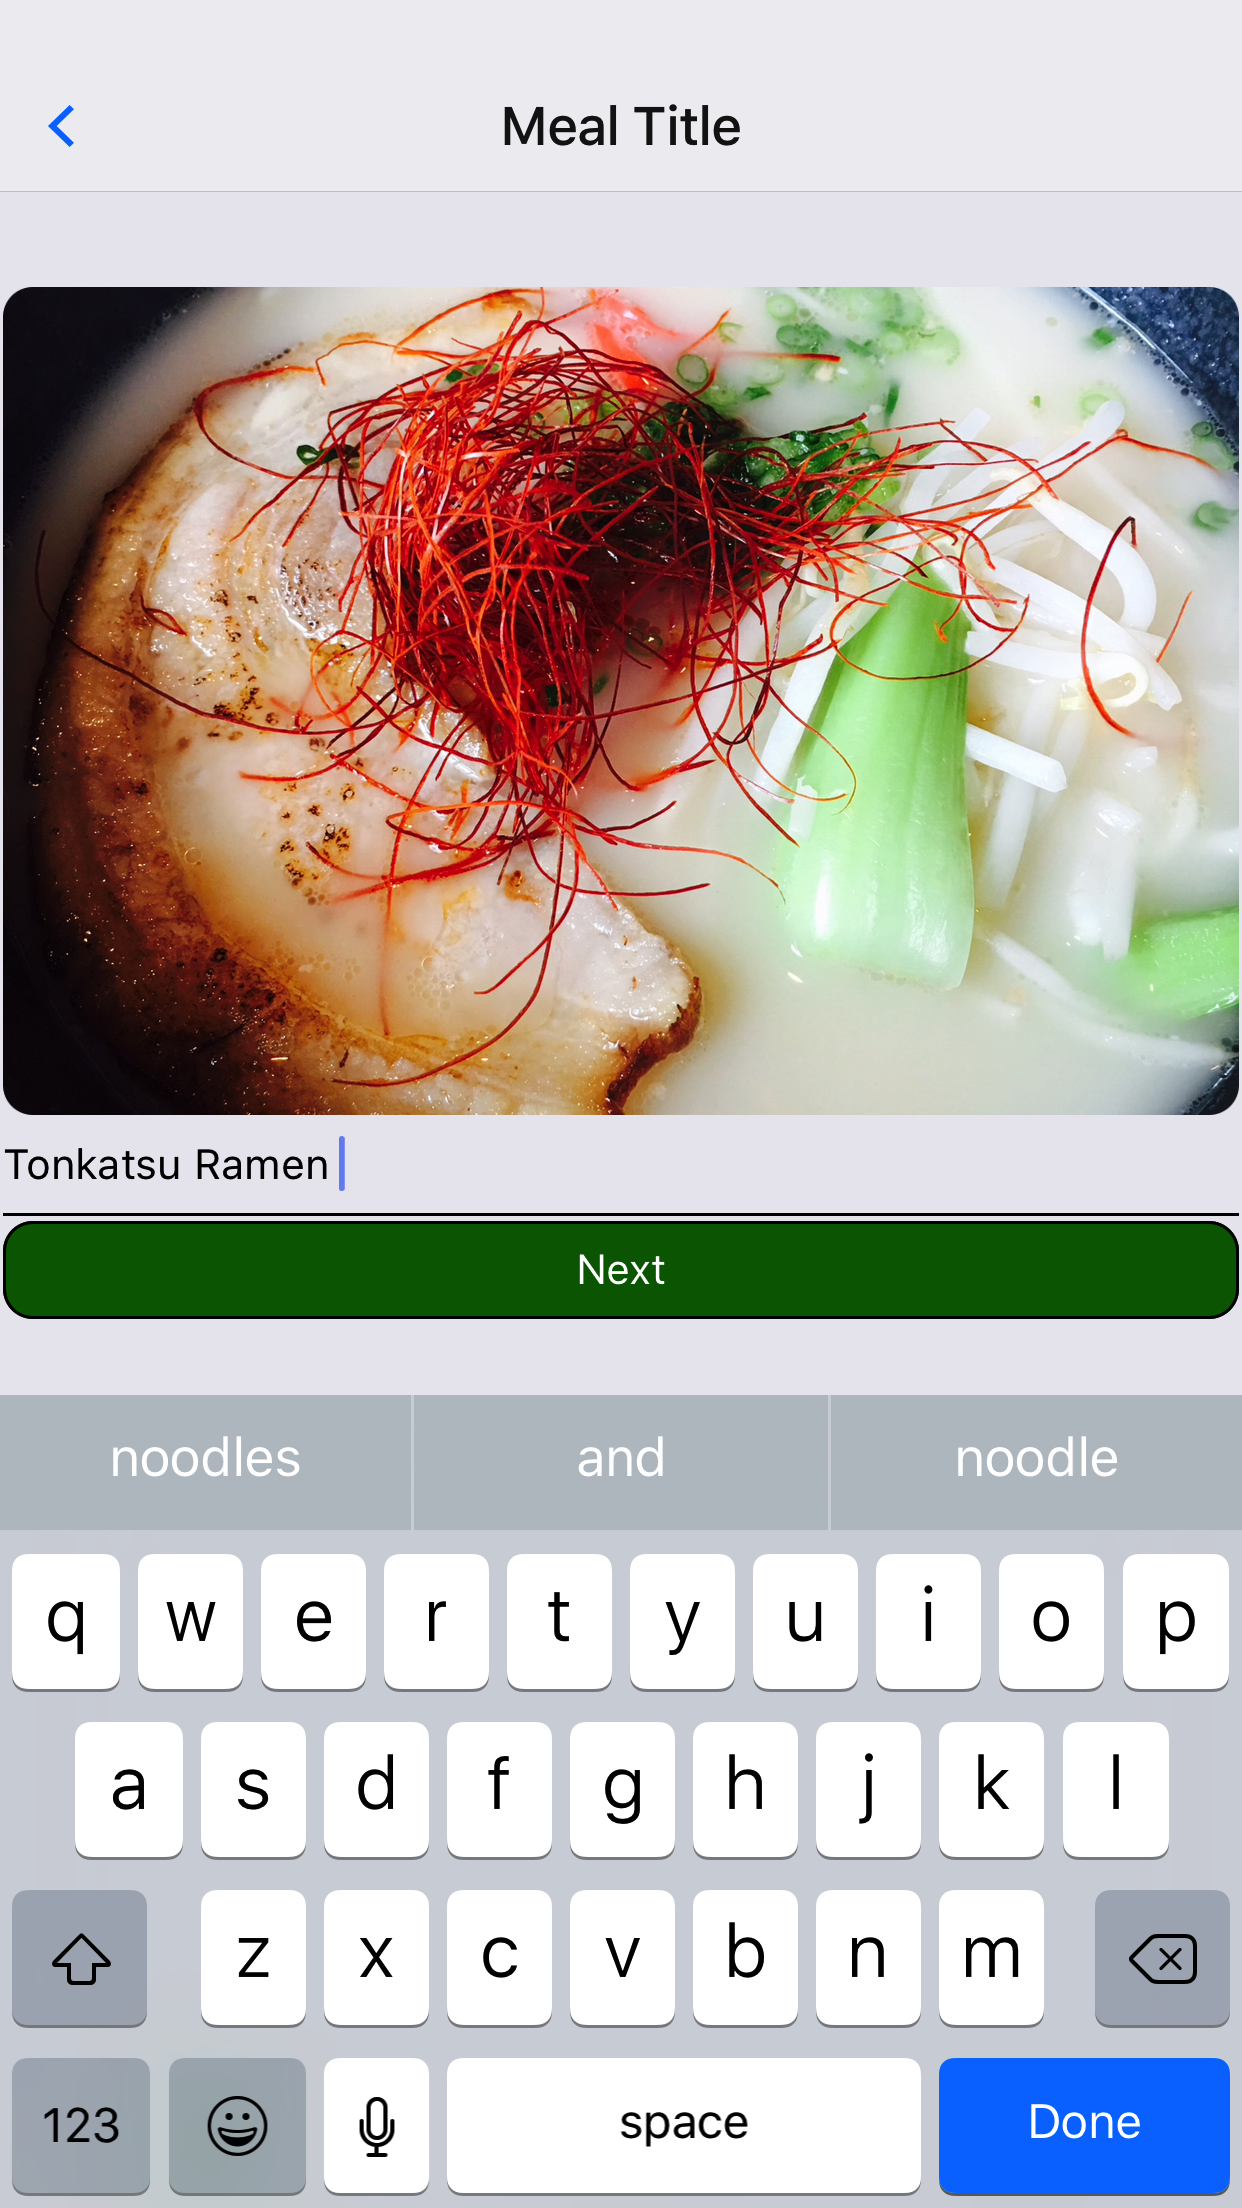 Meal Title
Tonkatsu Ramen
Next
noodles and noodle
q w e r t y u i o p
a s d f g h j k l
z x c v b n m
123 space Done